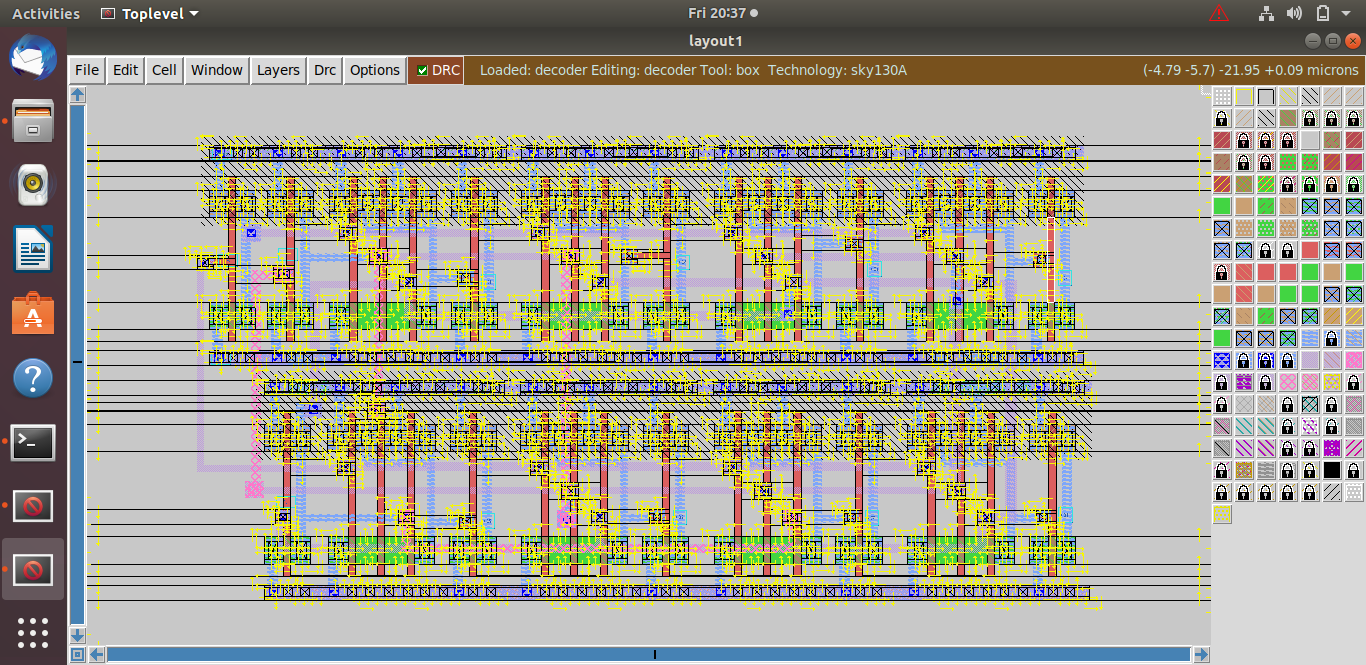 Activities Toplevel Fri 20:37
layout1
File Edit Cell Window Layers Drc Options DRC Loaded: decoder Editing: decoder Tool: box Technology: sky130A (-4.79 -5.7) -21.95 +0.09 microns